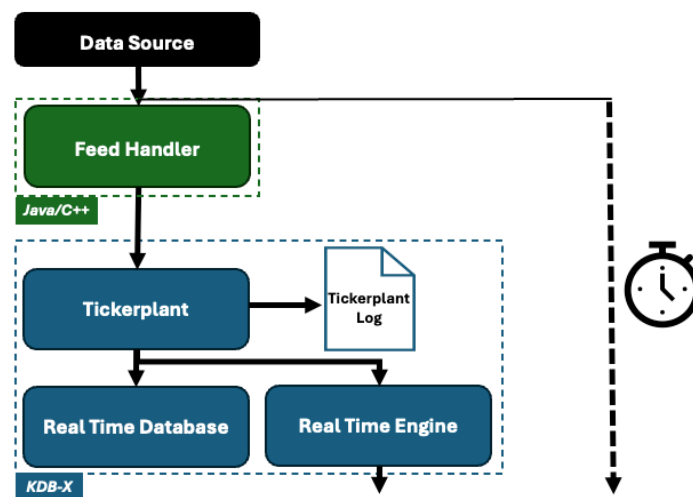 Data Source
Feed Handler
Java/C++
Tickerplant
Tickerplant
Log
Real Time Database
Real Time Engine
KDB-X